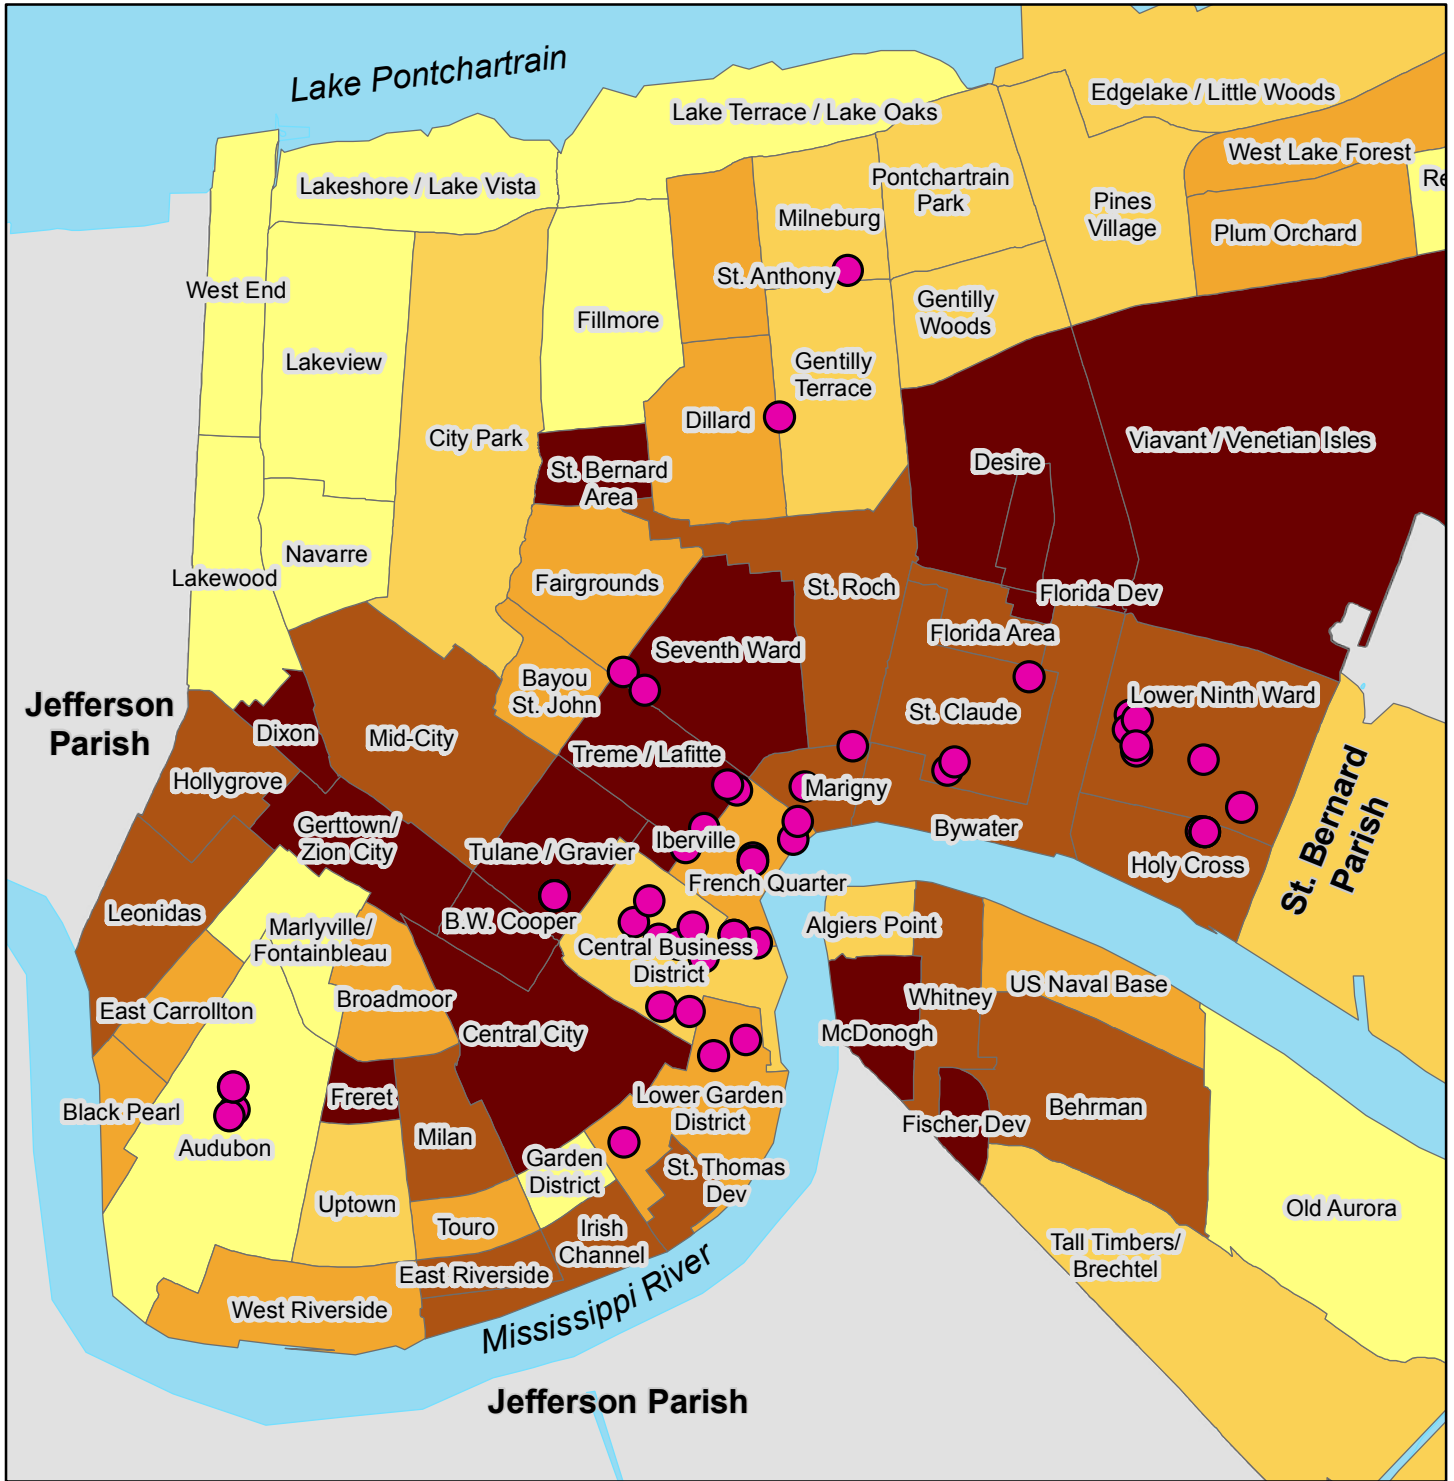 Lake Pontchartrain
Edgelake / Little Woods
Lake Terrace / Lake Oaks
West Lake Forest
Lakeshore / Lake Vista
Pontchartrain
Park
Re
Milneburg
Pines
Village
Plum Orchard
St. Anthony
West End
Gentilly
Woods
Fillmore
Lakeview
Gentilly
Terrace
Dillard
City Park
Viavant / Venetian Isles
Desire
St. Bernard
Area
Navarre
Lakewood
Fairgrounds
St. Roch
Florida Dev
Florida Area
Seventh Ward
Bayou
St. John
Lower Ninth Ward
Jefferson
Parish
St. Claude
Dixon
Mid-City
Treme / Lafitte
Hollygrove
Marigny
St. Bernard
Parish
Gerttown/
Zion City
Iberville
Bywater
Tulane / Gravier
Holy Cross
French Quarter
Leonidas
B.W. Cooper
Algiers Point
Marlyville/
Fontainbleau
Central Business
District
US Naval Base
Whitney
Broadmoor
East Carrollton
Central City
McDonogh
Freret
Lower Garden
District
Behrman
Black Pearl
Fischer Dev
Milan
Audubon
Garden
District
St. Thomas
Dev
Uptown
Old Aurora
Touro
Irish
Channel
Tall Timbers/
Brechtel
East Riverside
West Riverside
Mississippi River
Jefferson Parish